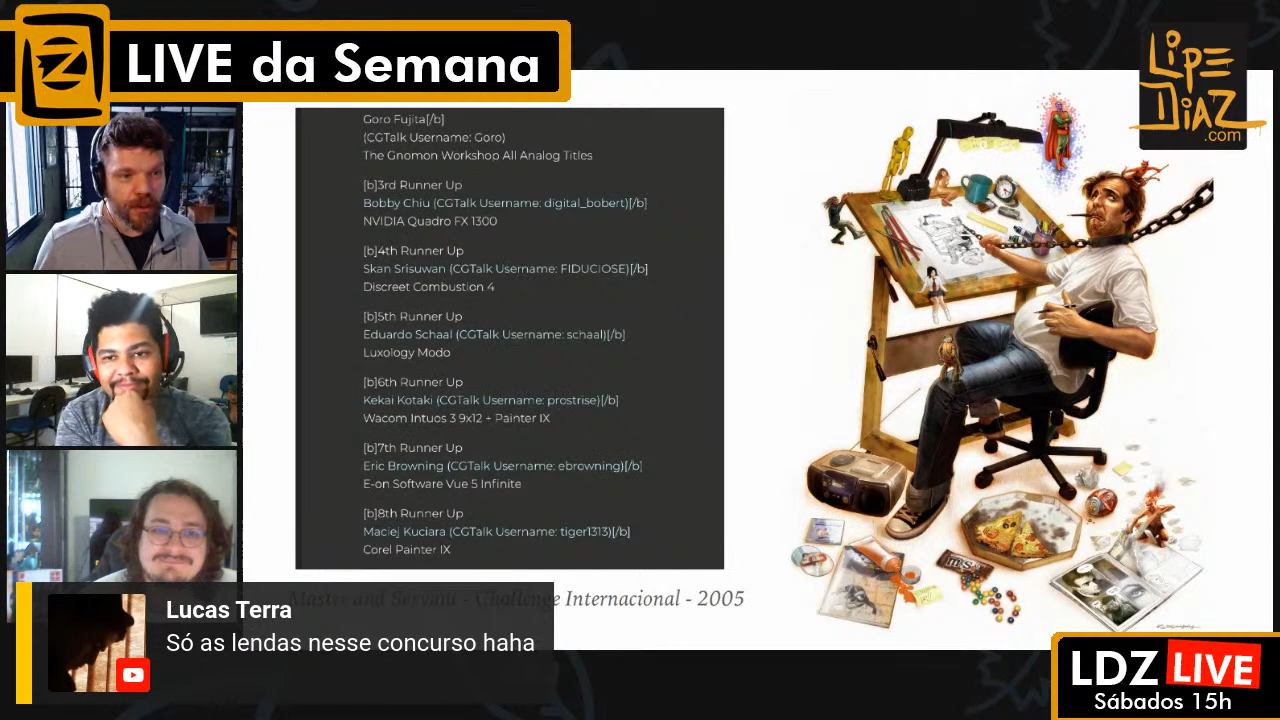 LIVE da Semana
LIPE
DIAZ
.com
Goro Fujita[/b]
(CGTalk Username: Goro)
The Gnomon Workshop All Analog Titles
[b]3rd Runner Up
Bobby Chiu (CGTalk Username: digital_bobert)[/b]
NVIDIA Quadro FX 1300
[b]4th Runner Up
Skan Srisuwan (CGTalk Username: FIDUCIOSE)[/b]
Discreet Combustion 4
[b]5th Runner Up
Eduardo Schaal (CGTalk Username: schaal)[/b]
Luxology Modo
[b]6th Runner Up
Kekai Kotaki (CGTalk Username: prostrise)[/b]
Wacom Intuos 3 9x12 + Painter IX
[b]7th Runner Up
Eric Browning (CGTalk Username: ebrowning)[/b]
E-on Software Vue 5 Infinite
[b]8th Runner Up
Maciej Kuciara (CGTalk Username: tiger1313)[/b]
Corel Painter IX
Master and Servant - Challenge Internacional - 2005
Lucas Terra
Só as lendas nesse concurso haha
LDZ LIVE
Sábados 15h